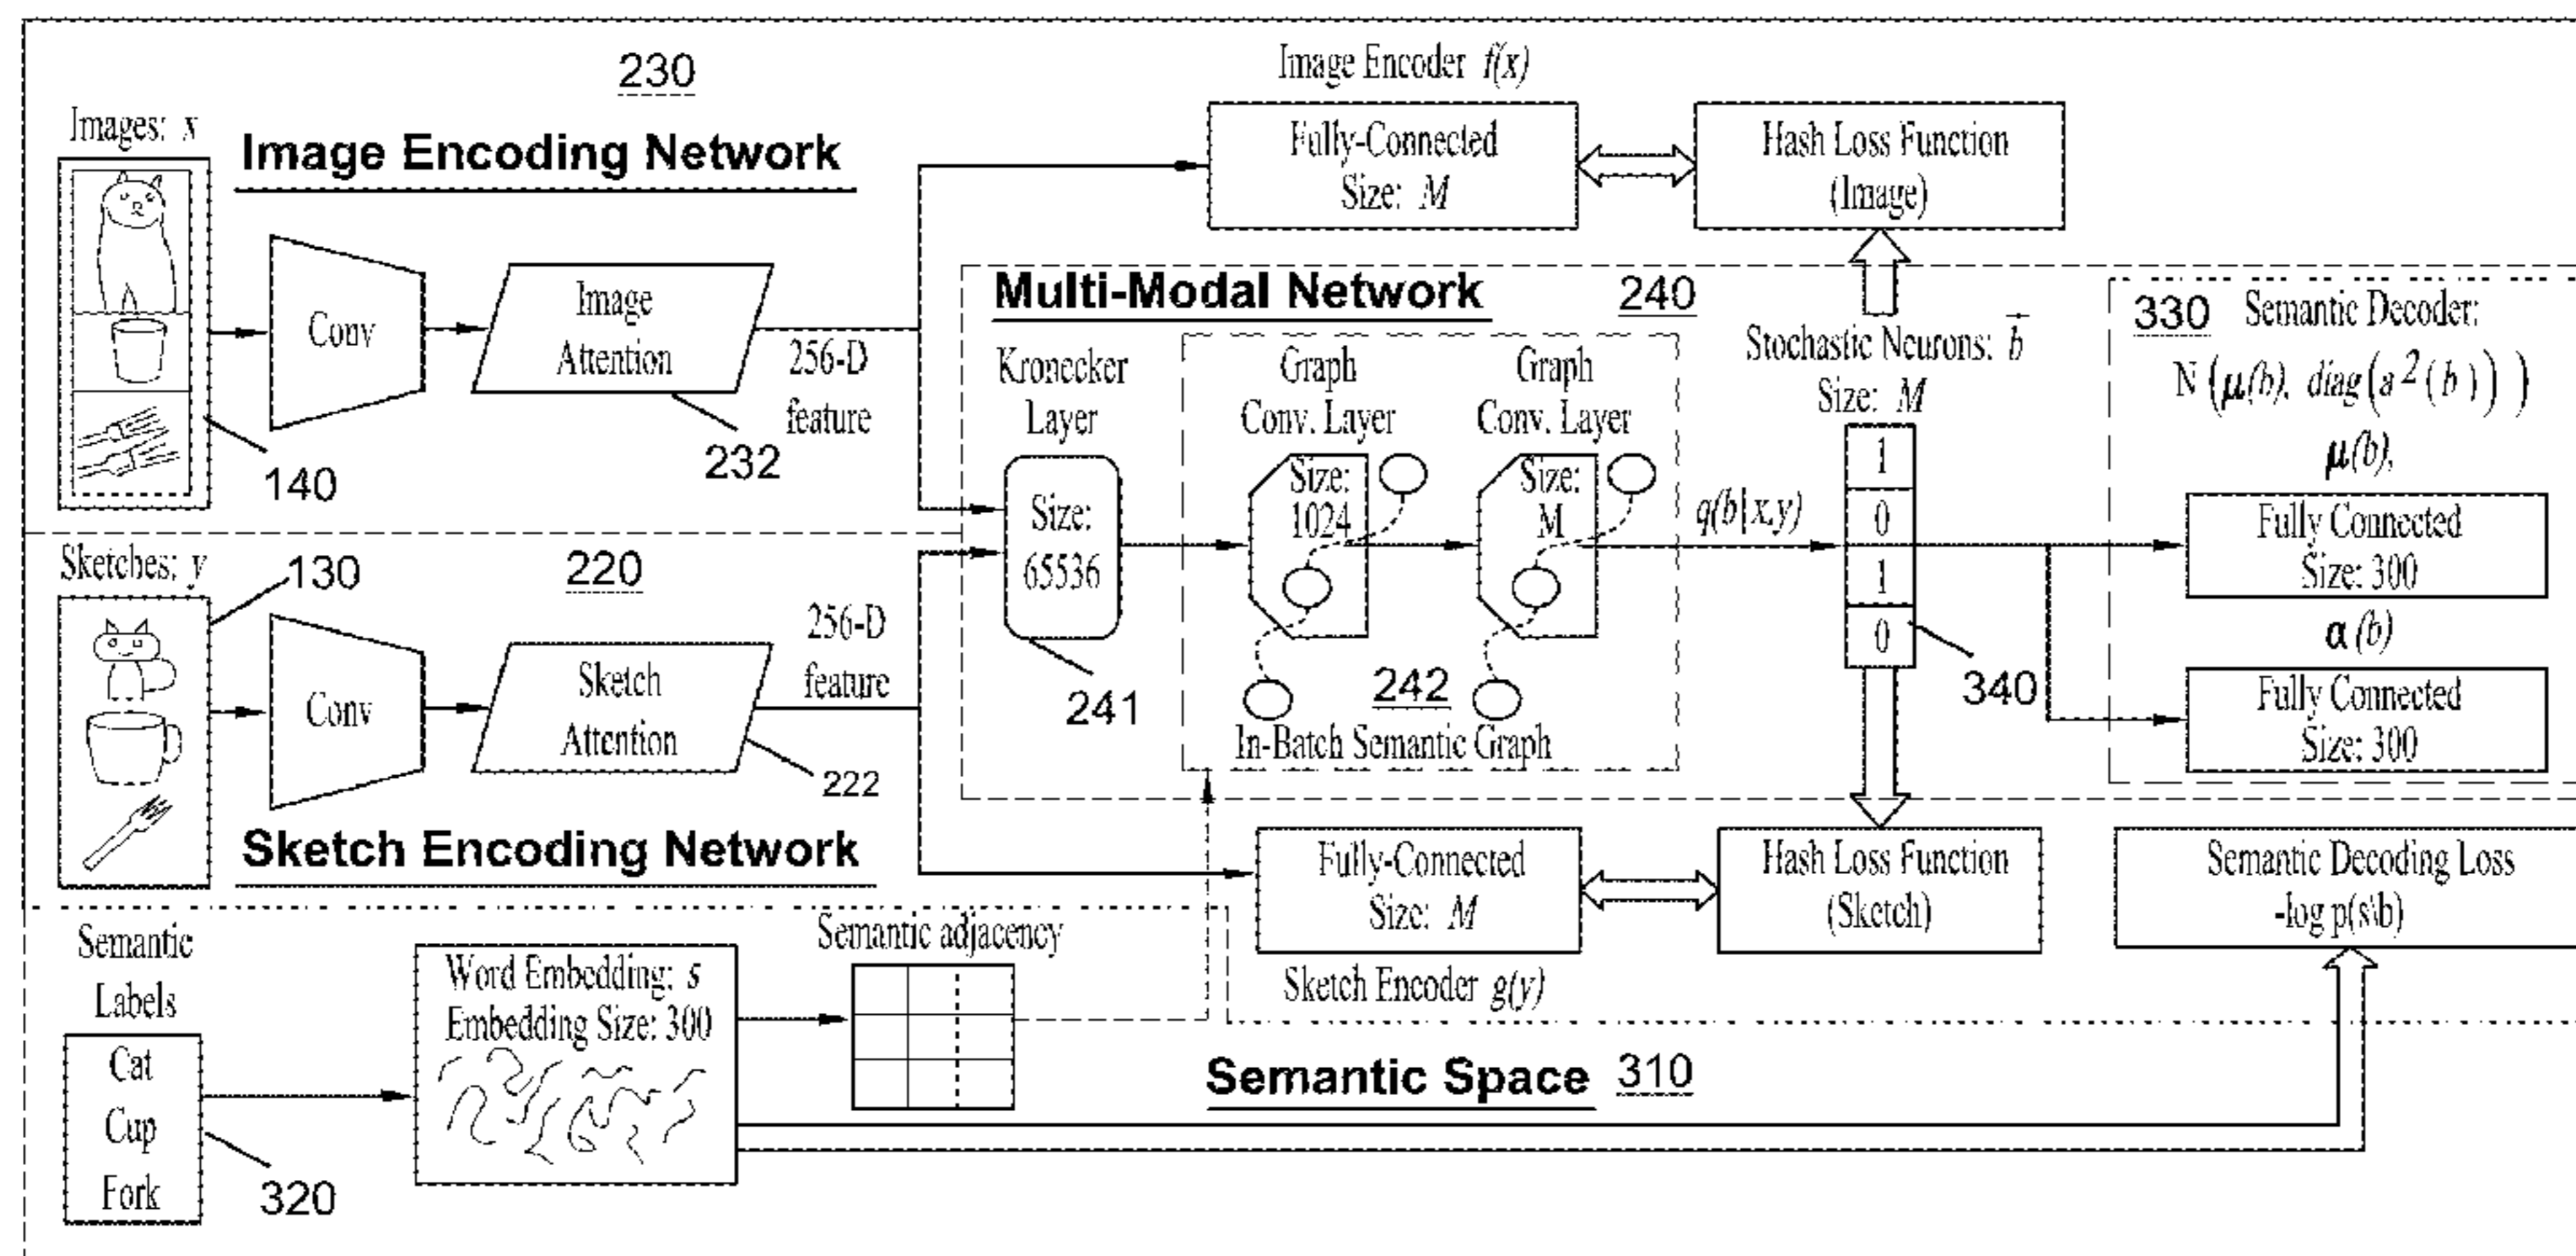 230
Images: x
Image Encoding Network
Conv
Image
Attention
256-D
feature
140
232
Image Encoder f(x)
Fully-Connected
Size: M
Hash Loss Function
(Image)
Sketches: y
130
220
Conv
Sketch
Attention
256-D
feature
222
Sketch Encoding Network
Multi-Modal Network
240
Kronecker
Layer
Size:
65536
241
Graph
Conv. Layer
Size:
1024
Graph
Conv. Layer
Size:
M
242
In-Batch Semantic Graph
q(b|x,y)
Stochastic Neurons: b⃗
Size: M
1
0
1
0
340
330
Semantic Decoder:
N(μ(b), diag(a²(b)))
μ(b),
Fully Connected
Size: 300
α(b)
Fully Connected
Size: 300
Fully-Connected
Size: M
Sketch Encoder g(y)
Hash Loss Function
(Sketch)
Semantic Decoding Loss
-log p(s\b)
Semantic
Labels
Cat
Cup
Fork
320
Word Embedding: s
Embedding Size: 300
Semantic adjacency
Semantic Space
310